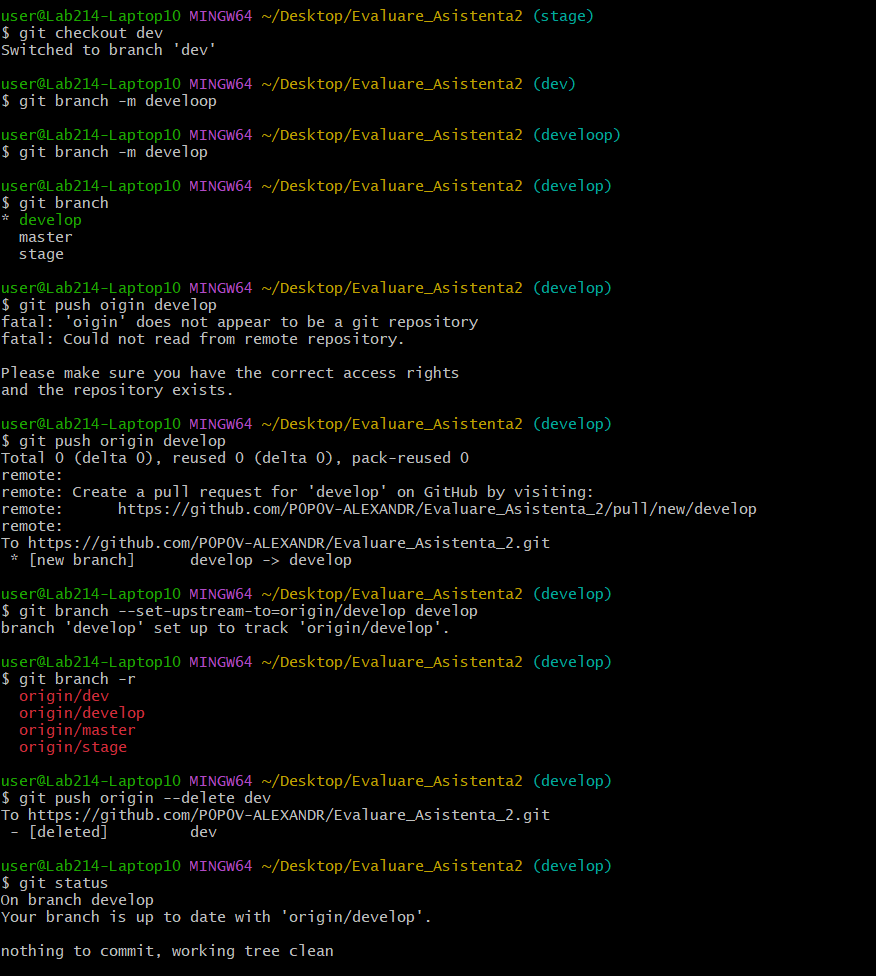 user@Lab214-Laptop10 MINGW64 ~/Desktop/Evaluare_Asistenta2 (stage)
$ git checkout dev
Switched to branch 'dev'

user@Lab214-Laptop10 MINGW64 ~/Desktop/Evaluare_Asistenta2 (dev)
$ git branch -m develoop

user@Lab214-Laptop10 MINGW64 ~/Desktop/Evaluare_Asistenta2 (develoop)
$ git branch -m develop

user@Lab214-Laptop10 MINGW64 ~/Desktop/Evaluare_Asistenta2 (develop)
$ git branch
* develop
  master
  stage

user@Lab214-Laptop10 MINGW64 ~/Desktop/Evaluare_Asistenta2 (develop)
$ git push oigin develop
fatal: 'oigin' does not appear to be a git repository
fatal: Could not read from remote repository.

Please make sure you have the correct access rights
and the repository exists.

user@Lab214-Laptop10 MINGW64 ~/Desktop/Evaluare_Asistenta2 (develop)
$ git push origin develop
Total 0 (delta 0), reused 0 (delta 0), pack-reused 0
remote:
remote: Create a pull request for 'develop' on GitHub by visiting:
remote:      https://github.com/POPOV-ALEXANDR/Evaluare_Asistenta_2/pull/new/develop
remote:
To https://github.com/POPOV-ALEXANDR/Evaluare_Asistenta_2.git
 * [new branch]      develop -> develop

user@Lab214-Laptop10 MINGW64 ~/Desktop/Evaluare_Asistenta2 (develop)
$ git branch --set-upstream-to=origin/develop develop
branch 'develop' set up to track 'origin/develop'.

user@Lab214-Laptop10 MINGW64 ~/Desktop/Evaluare_Asistenta2 (develop)
$ git branch -r
  origin/dev
  origin/develop
  origin/master
  origin/stage

user@Lab214-Laptop10 MINGW64 ~/Desktop/Evaluare_Asistenta2 (develop)
$ git push origin --delete dev
To https://github.com/POPOV-ALEXANDR/Evaluare_Asistenta_2.git
 - [deleted]         dev

user@Lab214-Laptop10 MINGW64 ~/Desktop/Evaluare_Asistenta2 (develop)
$ git status
On branch develop
Your branch is up to date with 'origin/develop'.

nothing to commit, working tree clean